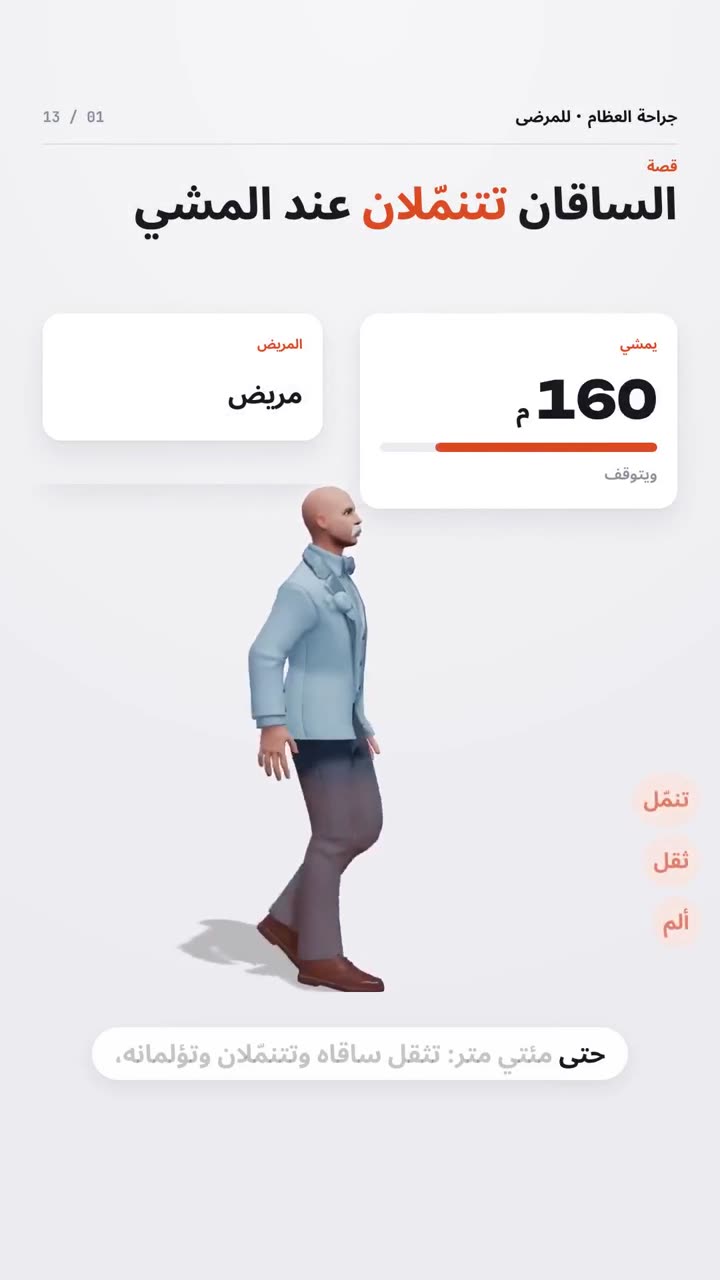 جراحة العظام • للمرضى
13 / 01
قصة
الساقان تتنمّلان عند المشي
يمشي
160 م
ويتوقف
المريض
مريض
تنمّل
ثقل
ألم
حتى مئتي متر: تثقل ساقاه وتتنمّلان وتؤلمانه،